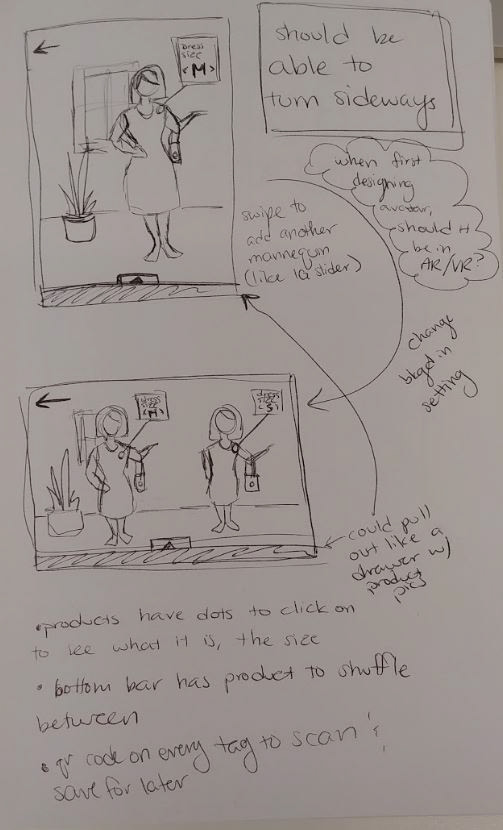 dress
size
<M>
should be
able to
turn sideways
when first
designing
avatar,
should it
be in
AR/VR?
swipe to
add another
mannequin
(like IG slider)
change
bkgd in
setting
dress
size
<M>
dress
size
<S>
could pull
out like a
drawer w/
product
pics
•products have dots to click on
to see what it is, the size
• bottom bar has product to shuffle
between
• qr code on every tag to scan &
save for later